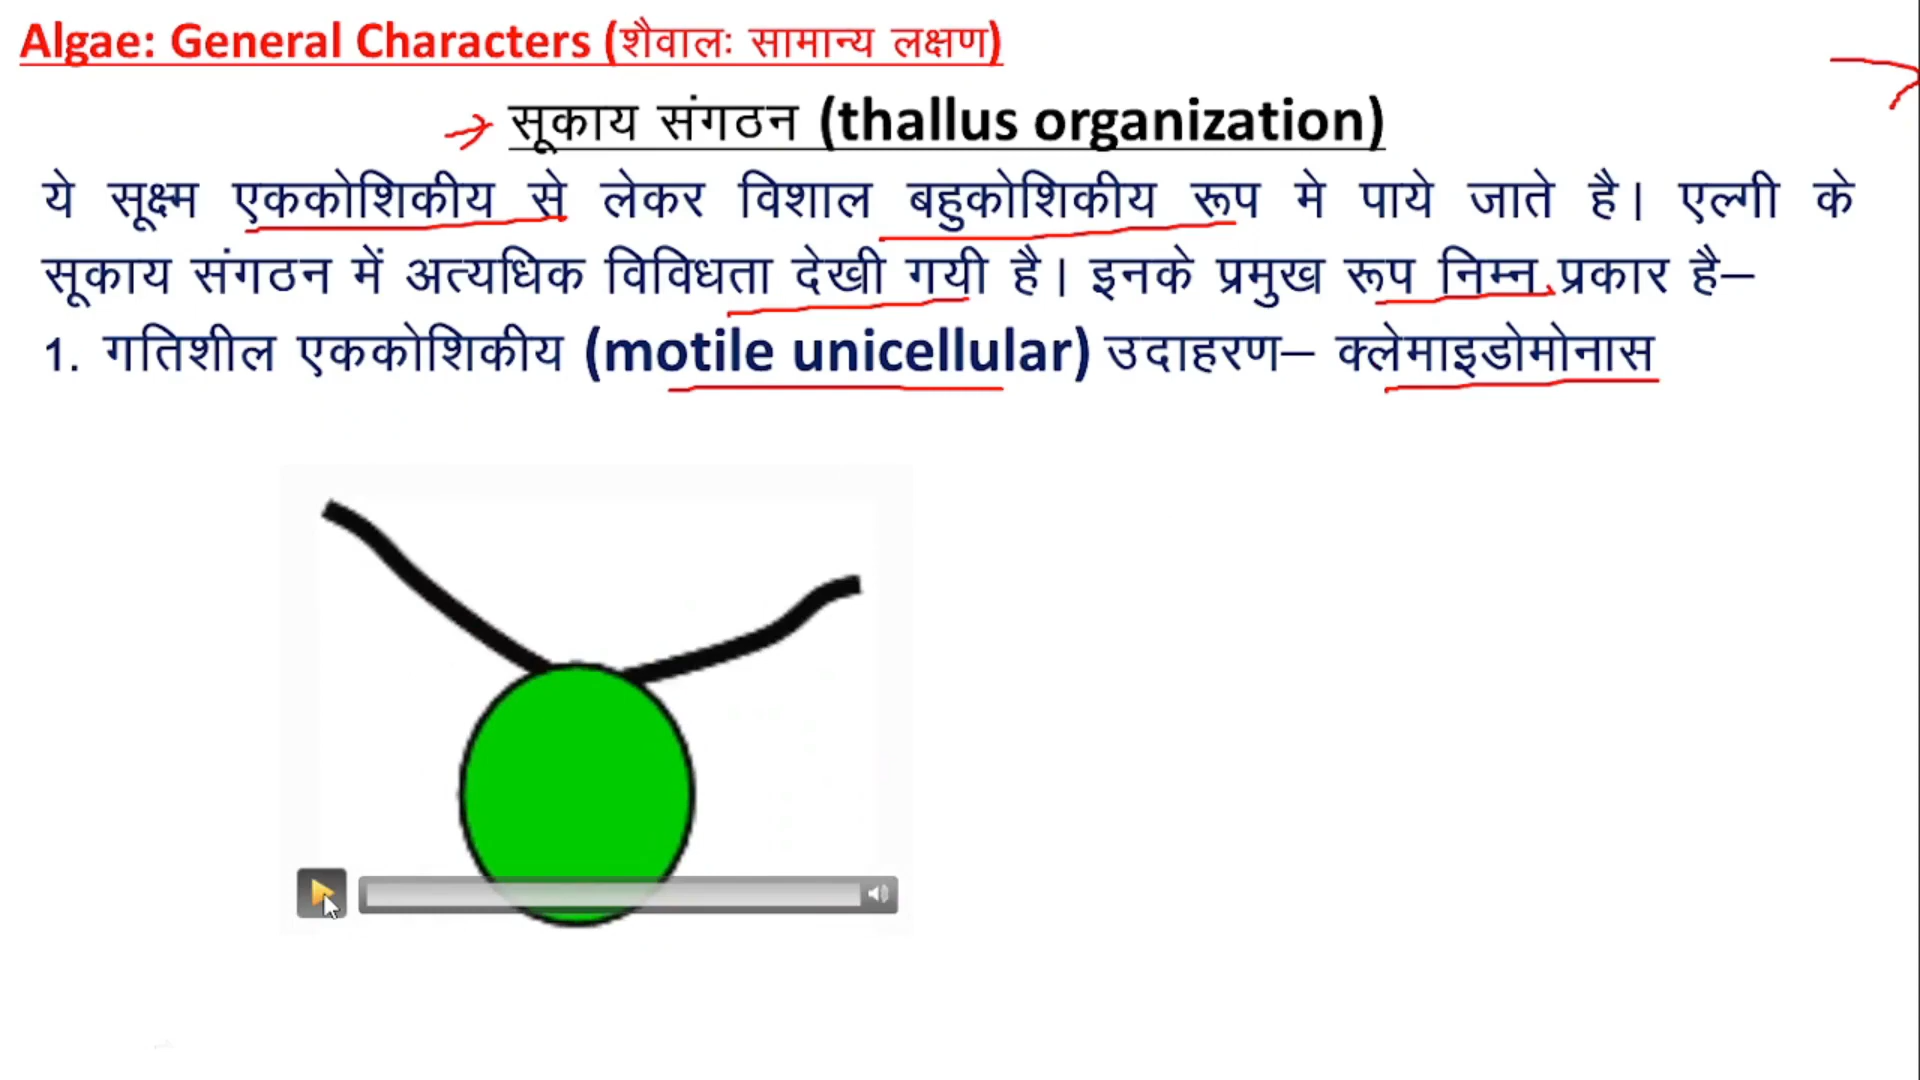 Algae: General Characters (शैवालः सामान्य लक्षण)
सूकाय संगठन (thallus organization)
ये सूक्ष्म एककोशिकीय से लेकर विशाल बहुकोशिकीय रूप मे पाये जाते है। एल्गी के
सूकाय संगठन में अत्यधिक विविधता देखी गयी है। इनके प्रमुख रूप निम्न प्रकार है–
1. गतिशील एककोशिकीय (motile unicellular) उदाहरण– क्लेमाइडोमोनास